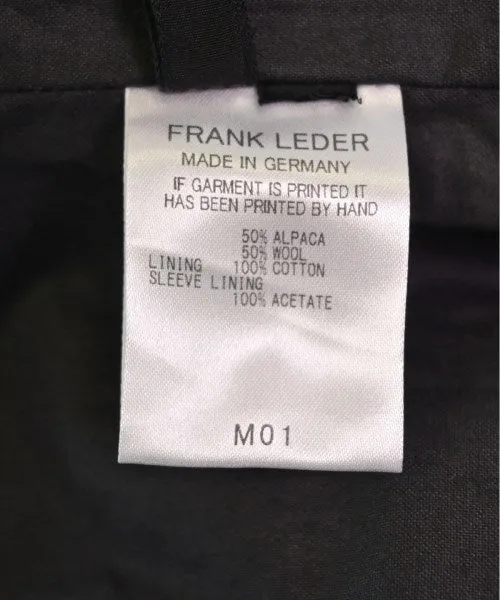 FRANK LEDER
MADE IN GERMANY
IF GARMENT IS PRINTED IT
HAS BEEN PRINTED BY HAND
50% ALPACA
50% WOOL
LINING 100% COTTON
SLEEVE LINING
100% ACETATE
M01